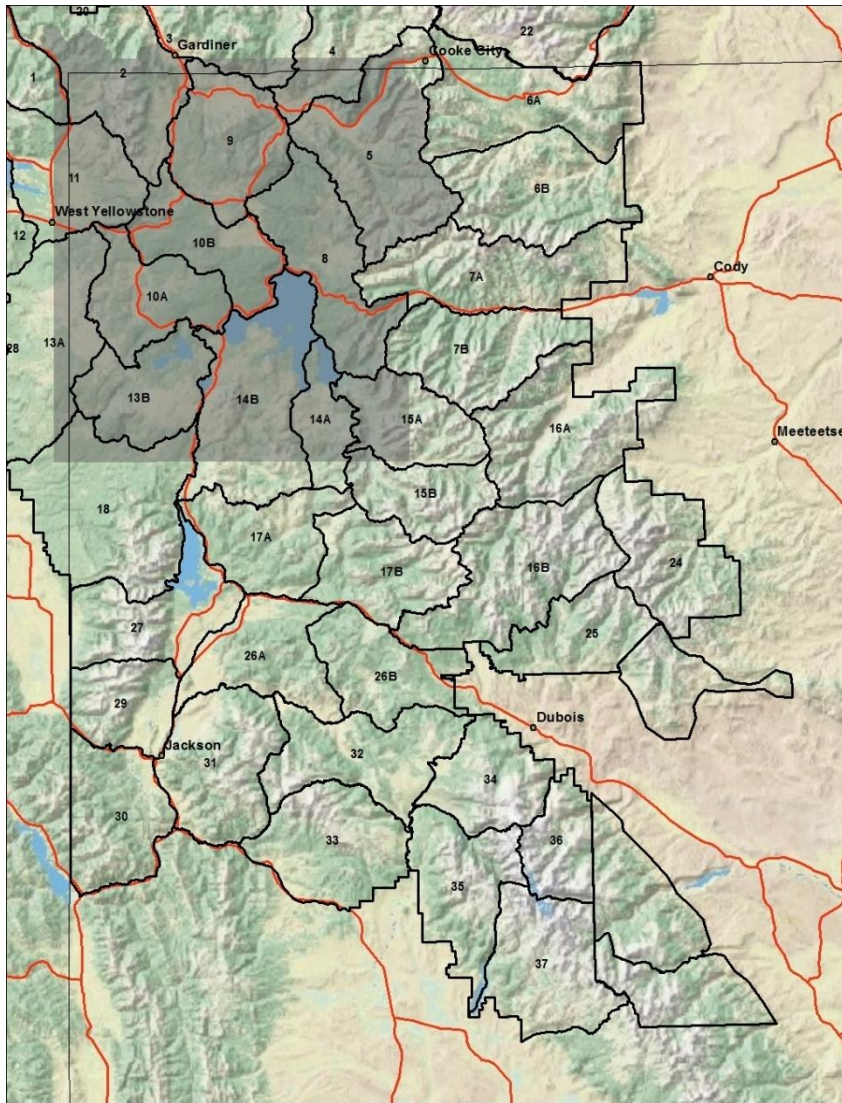 20
3
Gardiner
4
22
Cooke City
1
2
6A
9
5
11
6B
West Yellowstone
12
10B
8
7A
Cody
10A
28
13A
7B
13B
14B
14A
15A
16A
Meeteetse
15B
18
17A
17B
16B
24
27
25
26A
26B
29
Dubois
Jackson
31
32
34
30
33
36
35
37